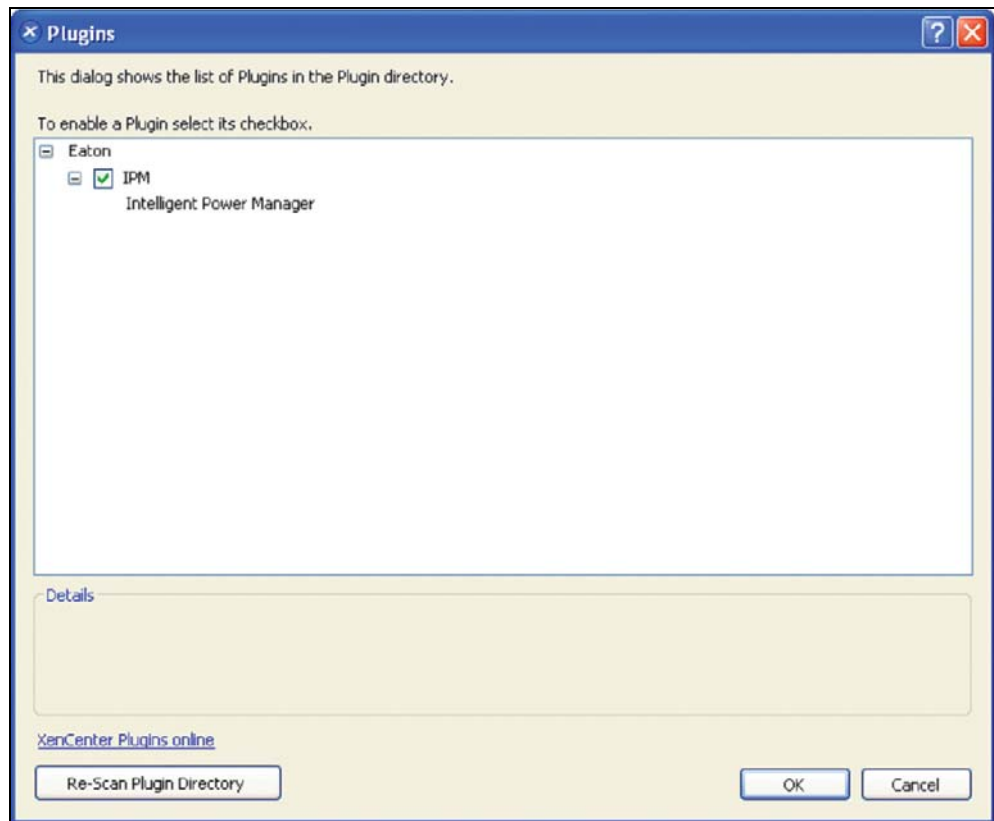 Plugins
This dialog shows the list of Plugins in the Plugin directory.
To enable a Plugin select its checkbox.
Eaton
IPM
Intelligent Power Manager
Details
XenCenter Plugins online
Re-Scan Plugin Directory
OK
Cancel